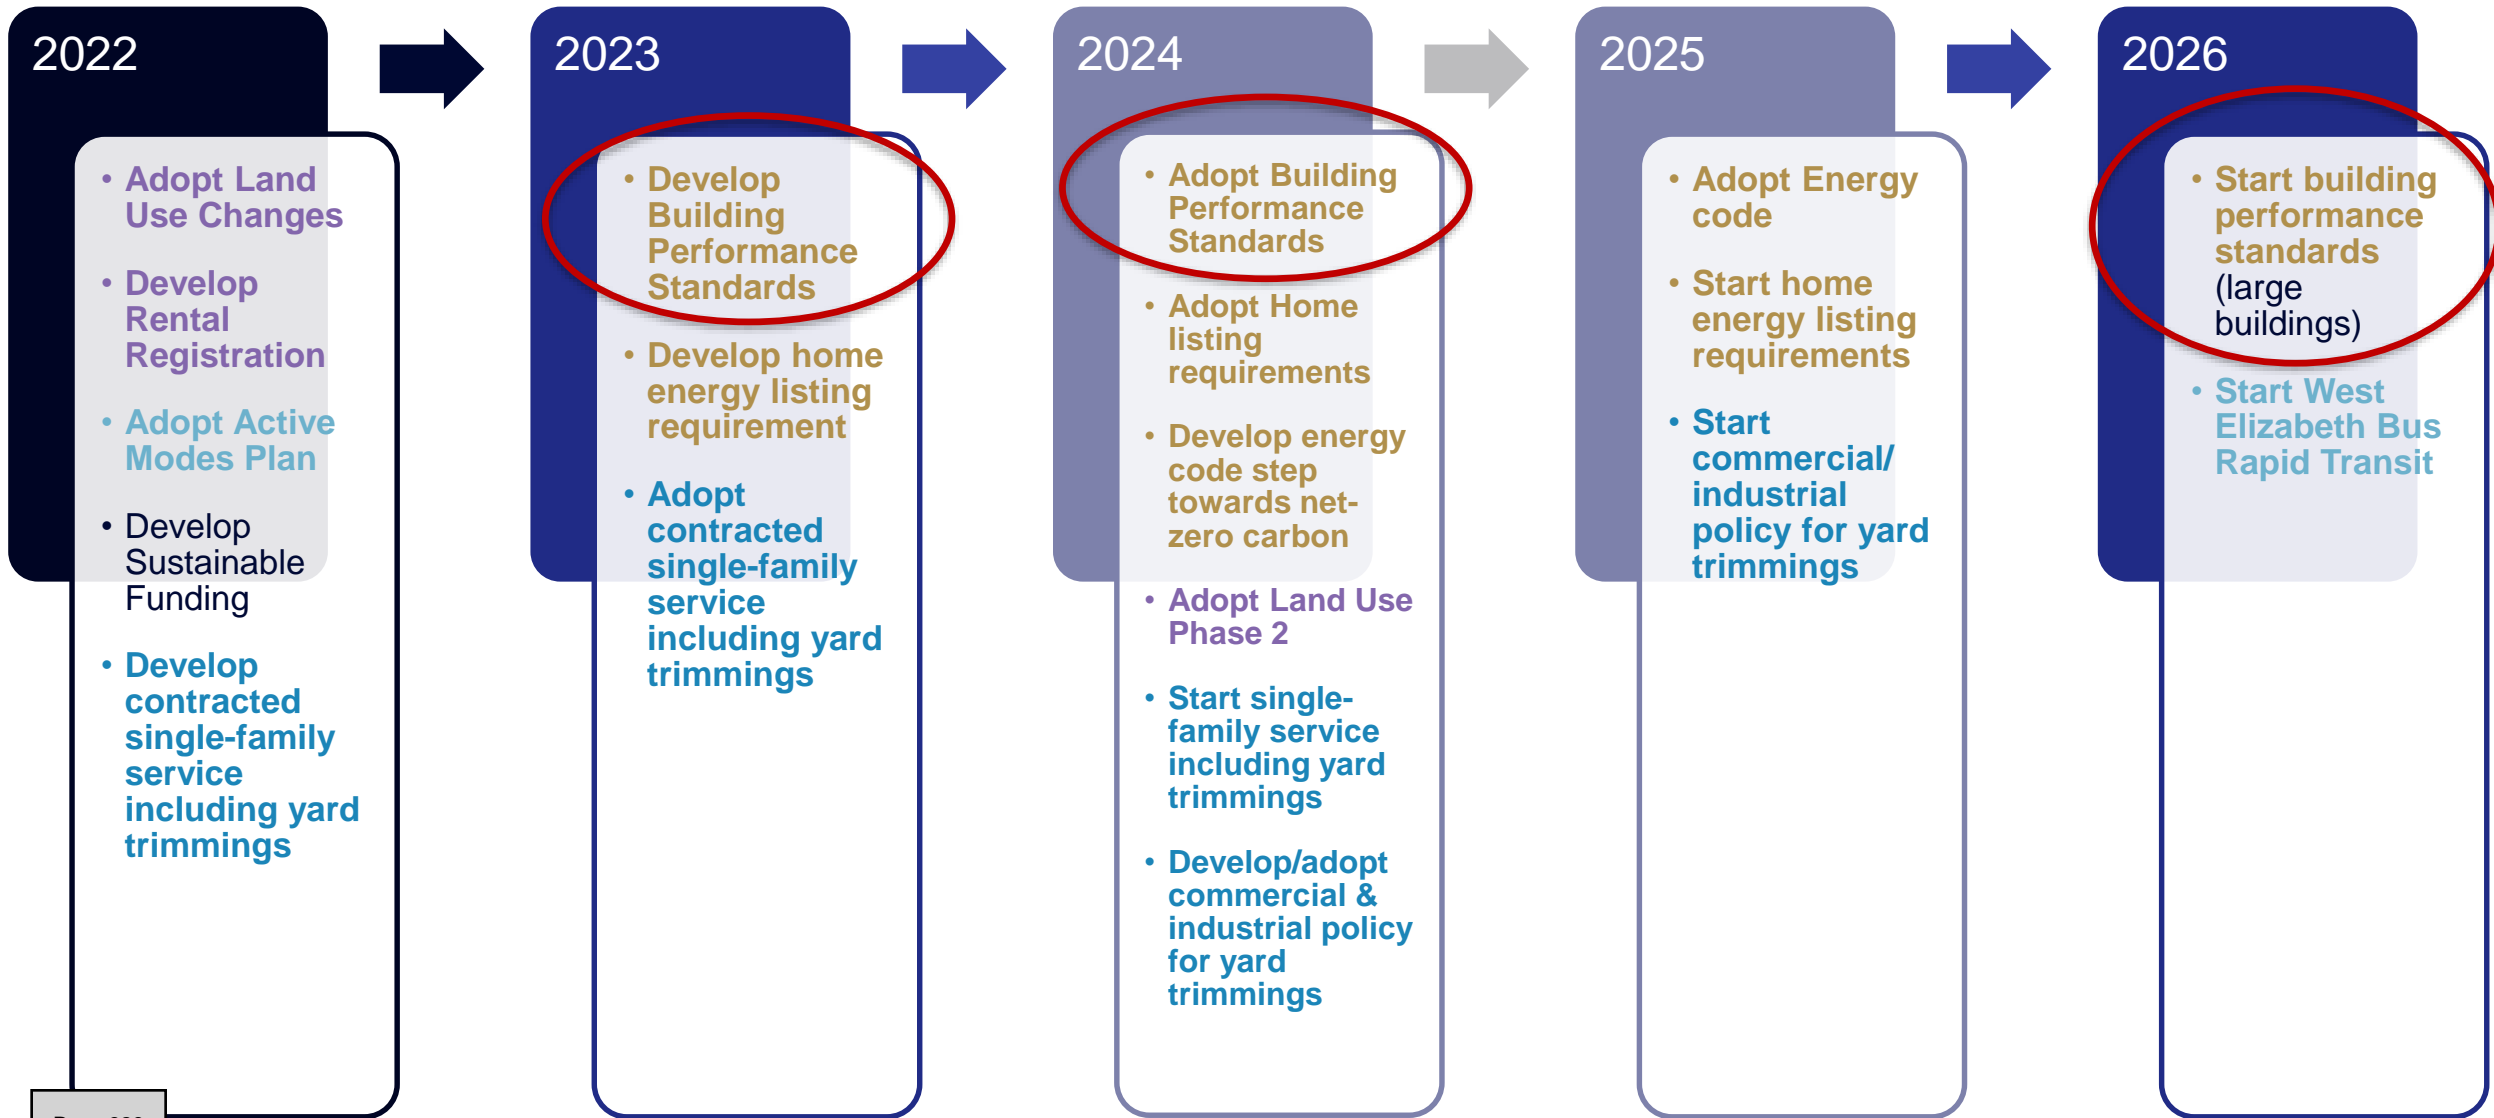 2022
• Adopt Land
Use Changes
• Develop
Rental
Registration
• Adopt Active
Modes Plan
• Develop
Sustainable
Funding
• Develop
contracted
single-family
service
including yard
trimmings
2023
• Develop
Building
Performance
Standards
• Develop home
energy listing
requirement
• Adopt
contracted
single-family
service
including yard
trimmings
2024
• Adopt Building
Performance
Standards
• Adopt Home
listing
requirements
• Develop energy
code step
towards net-
zero carbon
• Adopt Land Use
Phase 2
• Start single-
family service
including yard
trimmings
• Develop/adopt
commercial &
industrial policy
for yard
trimmings
2025
• Adopt Energy
code
• Start home
energy listing
requirements
• Start
commercial/
industrial
policy for yard
trimmings
2026
• Start building
performance
standards
(large
buildings)
• Start West
Elizabeth Bus
Rapid Transit